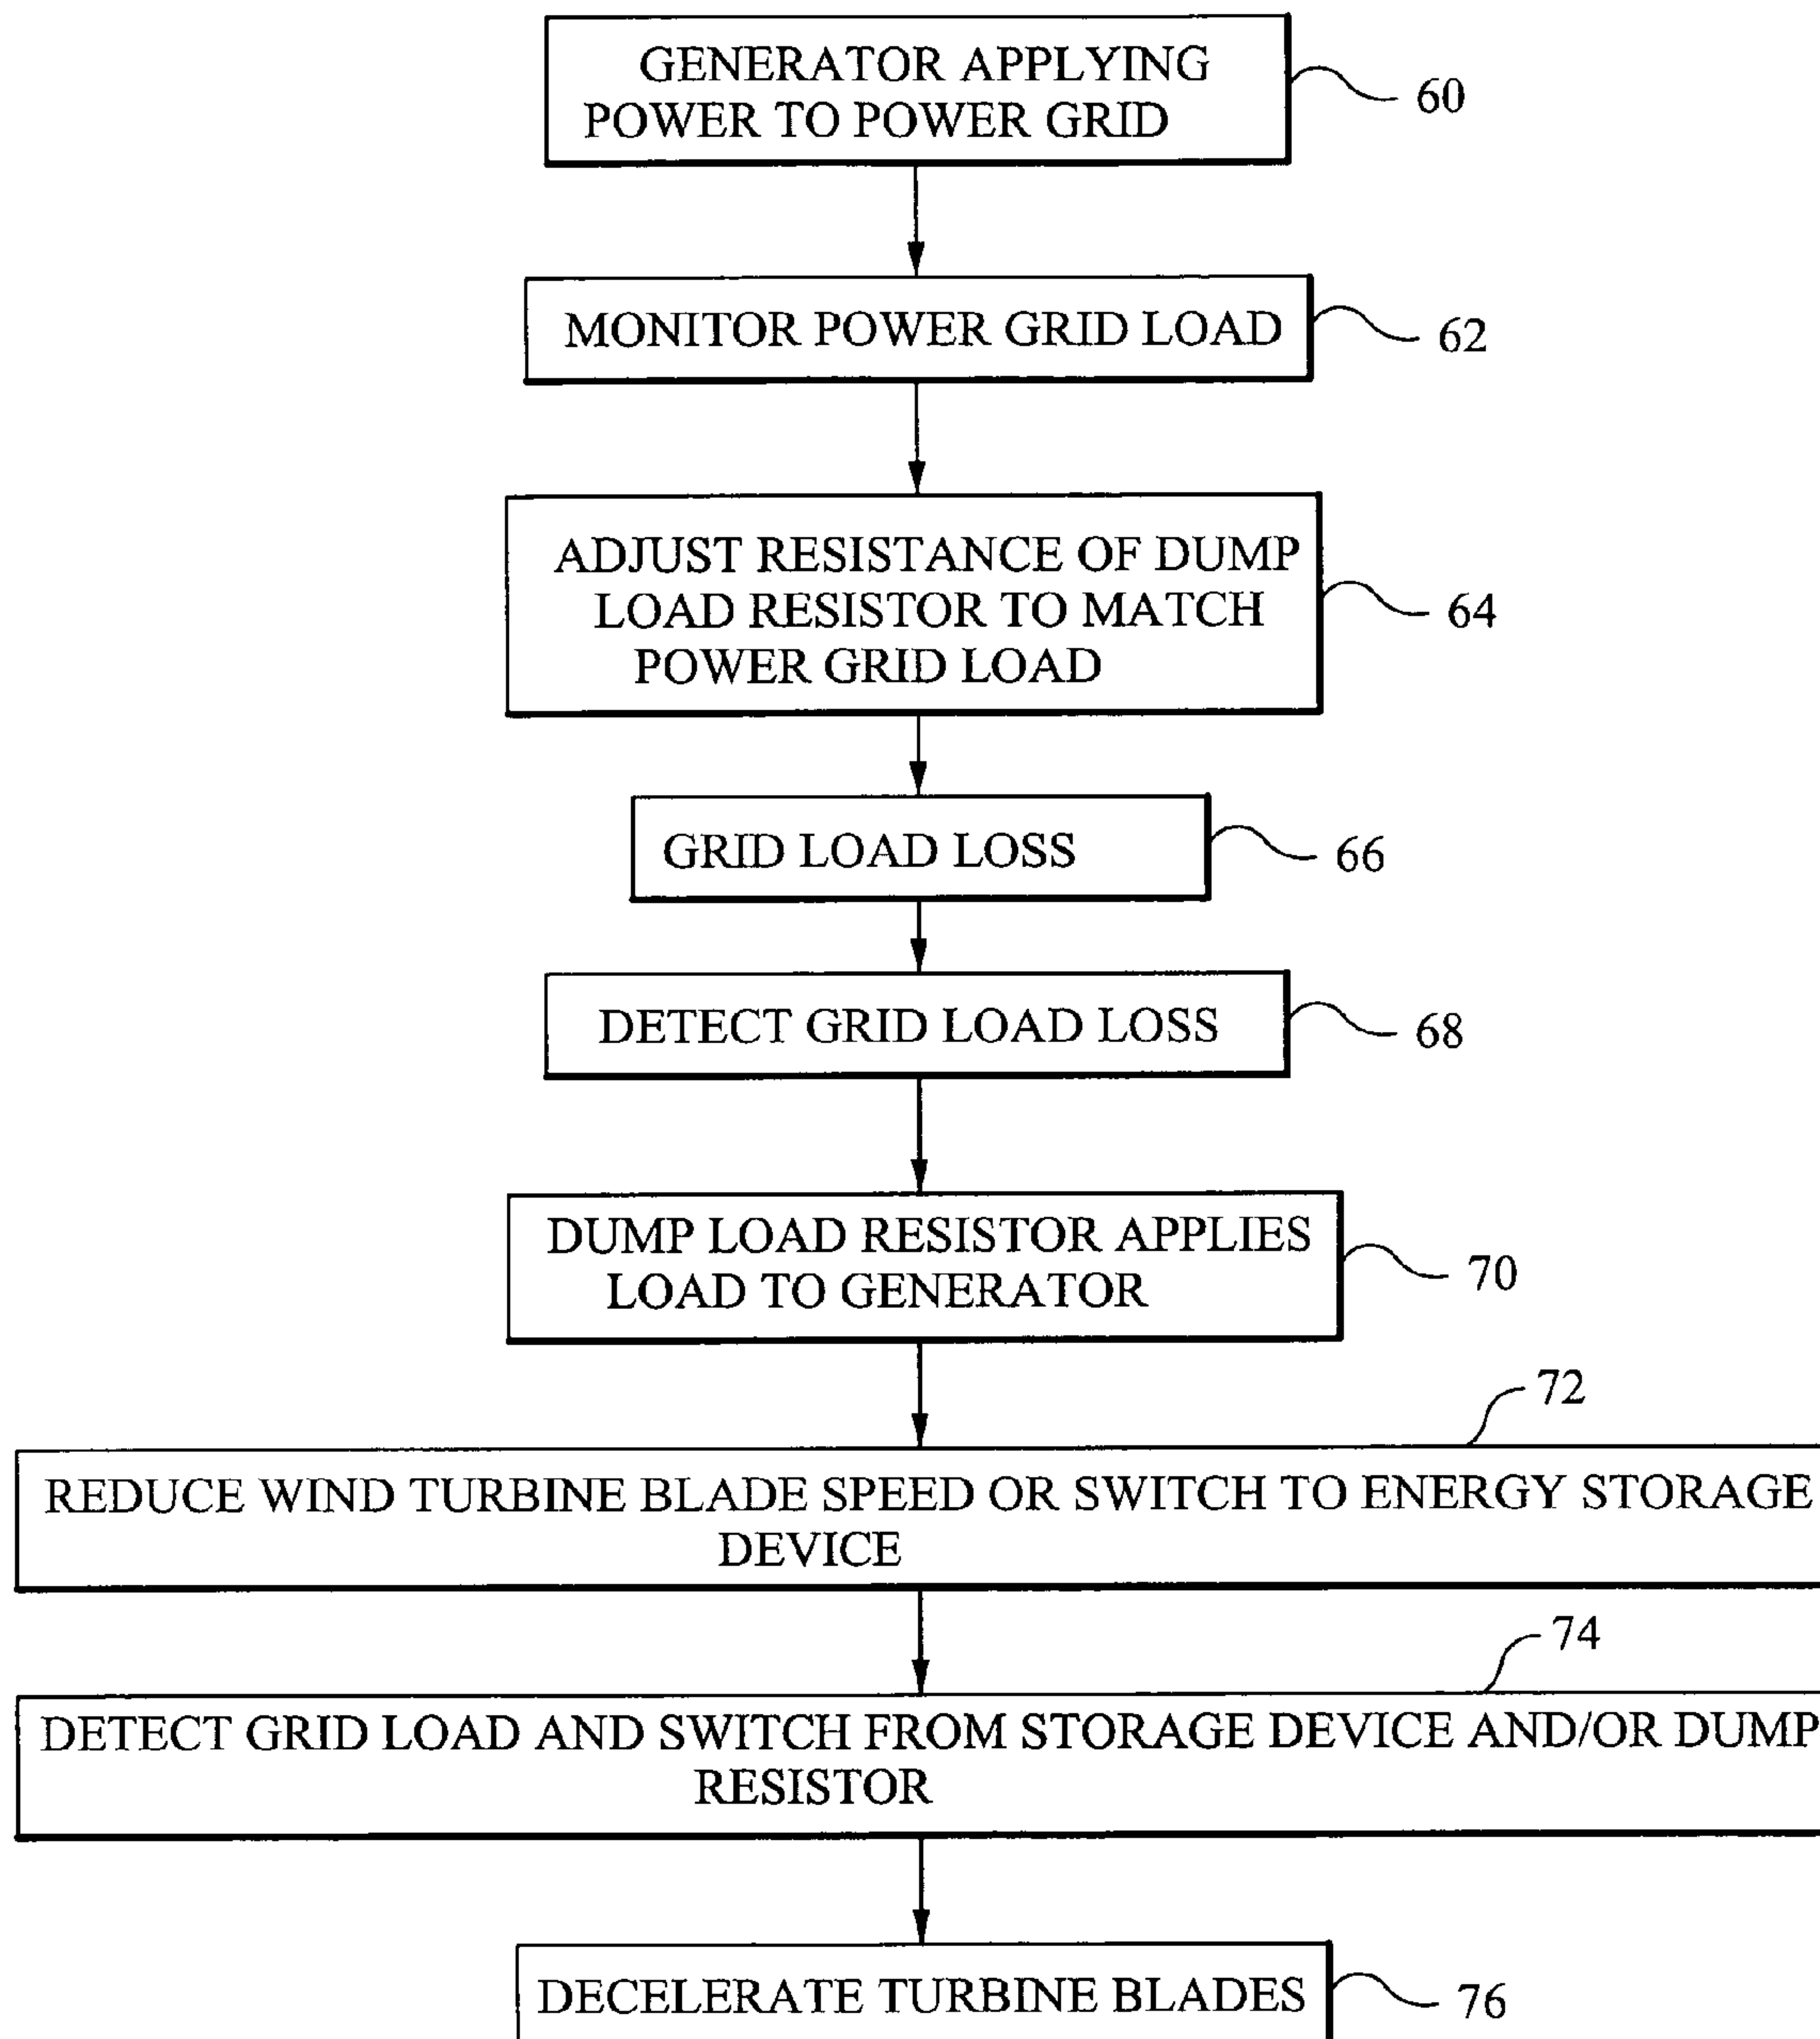 GENERATOR APPLYING
POWER TO POWER GRID
60
MONITOR POWER GRID LOAD
62
ADJUST RESISTANCE OF DUMP
LOAD RESISTOR TO MATCH
POWER GRID LOAD
64
GRID LOAD LOSS
66
DETECT GRID LOAD LOSS
68
DUMP LOAD RESISTOR APPLIES
LOAD TO GENERATOR
70
72
REDUCE WIND TURBINE BLADE SPEED OR SWITCH TO ENERGY STORAGE
DEVICE
74
DETECT GRID LOAD AND SWITCH FROM STORAGE DEVICE AND/OR DUMP
RESISTOR
DECELERATE TURBINE BLADES
76